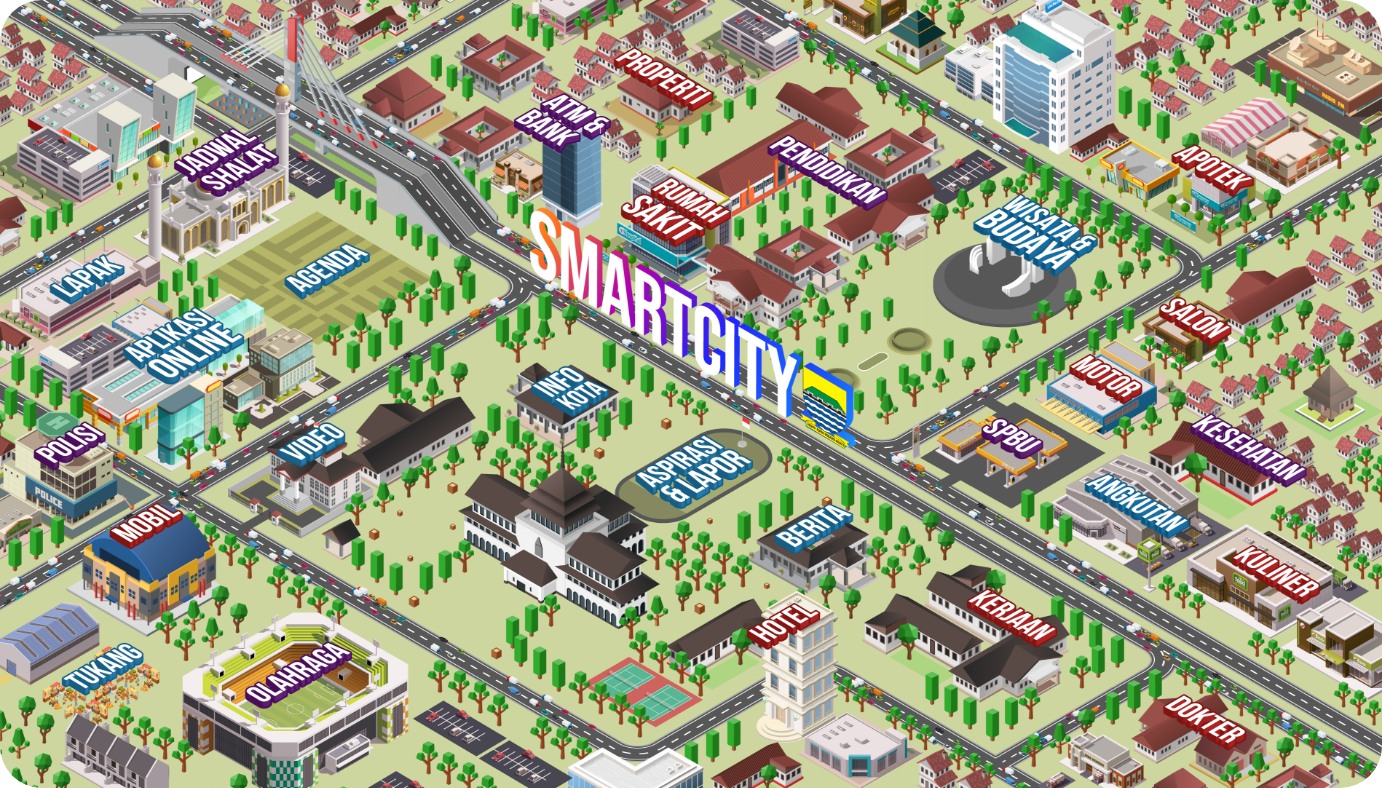 PROPERTI
ATM &
BANK
JADWAL
SHALAT
PENDIDIKAN
APOTEK
RUMAH
SAKIT
WISATA &
BUDAYA
SMARTCITY
AGENDA
LAPAK
APLIKASI
ONLINE
SALON
MOTOR
INFO
KOTA
VIDEO
POLISI
POLICE
ASPIRASI
& LAPOR
SPBU
KESEHATAN
ANGKUTAN
MOBIL
BERITA
KULINER
HOTEL
KERJAAN
TUKANG
OLAHRAGA
DOKTER